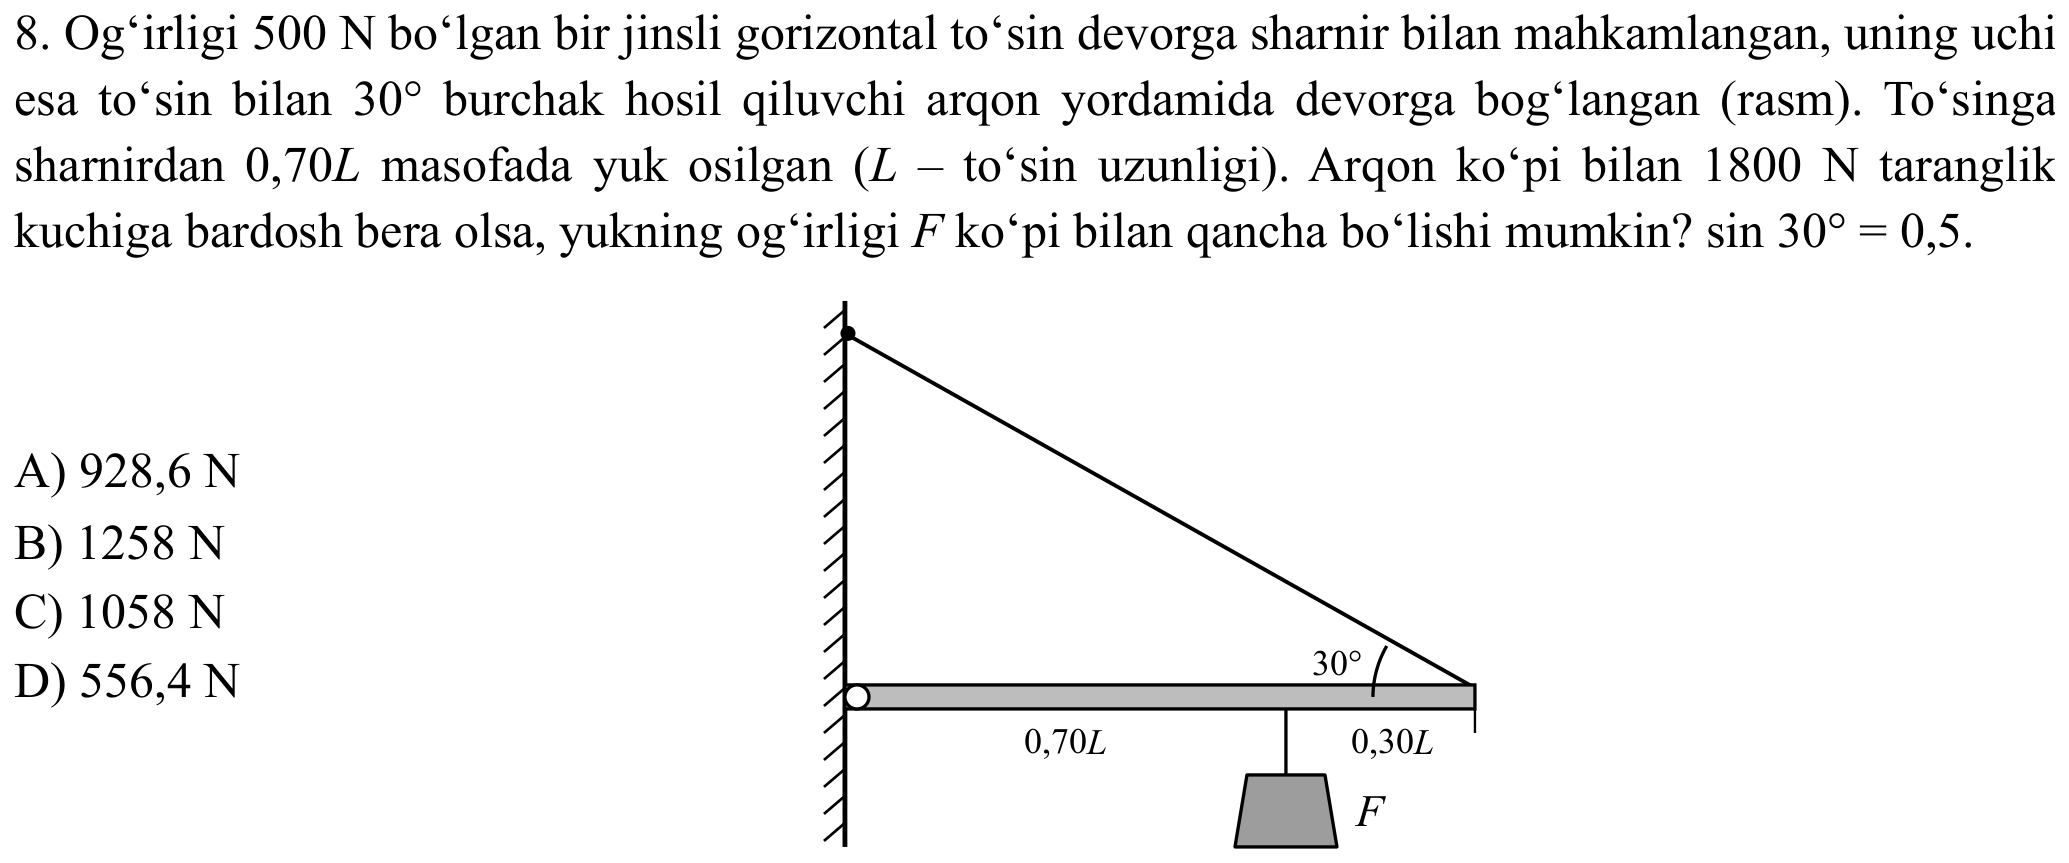 8. Og‘irligi 500 N bo‘lgan bir jinsli gorizontal to‘sin devorga sharnir bilan mahkamlangan, uning uchi
esa to‘sin bilan 30° burchak hosil qiluvchi arqon yordamida devorga bog‘langan (rasm). To‘singa
sharnirdan 0,70L masofada yuk osilgan (L – to‘sin uzunligi). Arqon ko‘pi bilan 1800 N taranglik
kuchiga bardosh bera olsa, yukning og‘irligi F ko‘pi bilan qancha bo‘lishi mumkin? sin 30° = 0,5.
A) 928,6 N
B) 1258 N
C) 1058 N
D) 556,4 N
30°
0,70L
0,30L
F